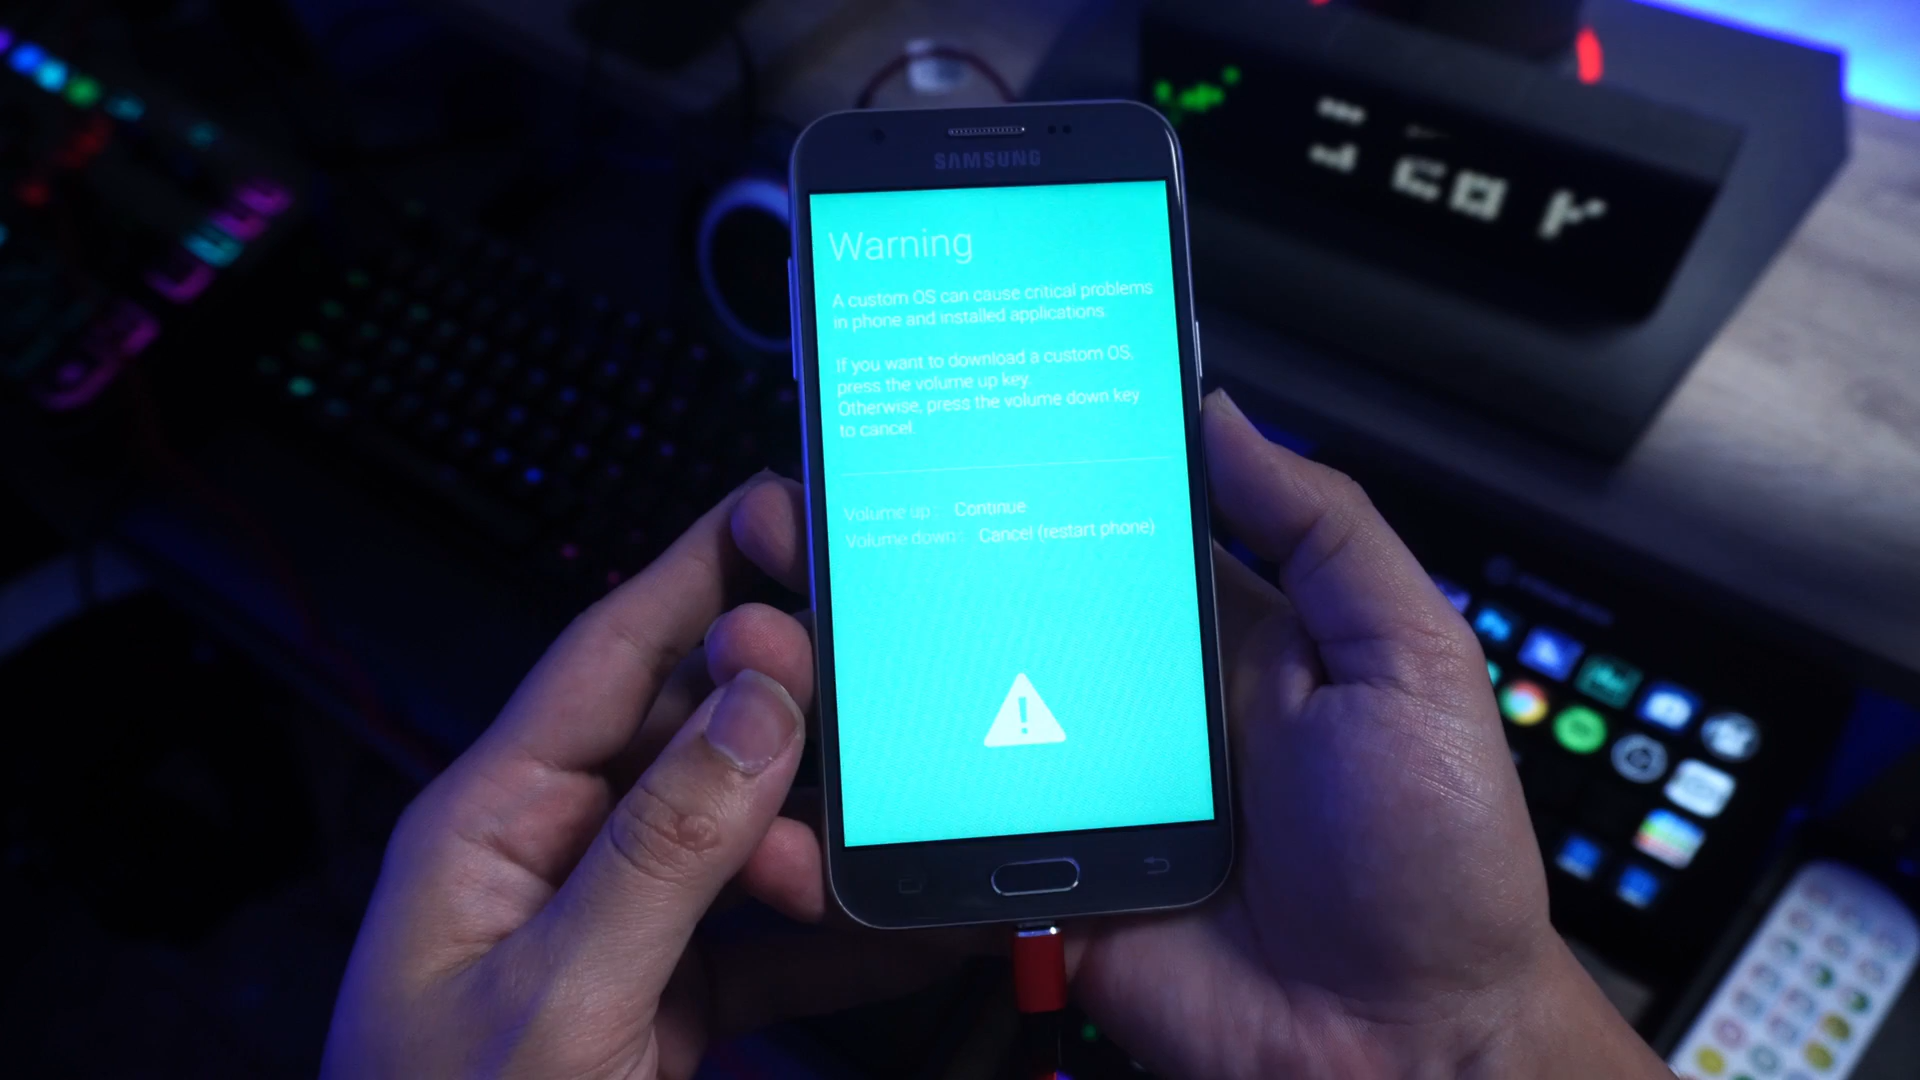 SAMSUNG
Warning
A custom OS can cause critical problems
in phone and installed applications.
If you want to download a custom OS,
press the volume up key.
Otherwise, press the volume down key
to cancel.
Volume up : Continue
Volume down : Cancel (restart phone)
Ps